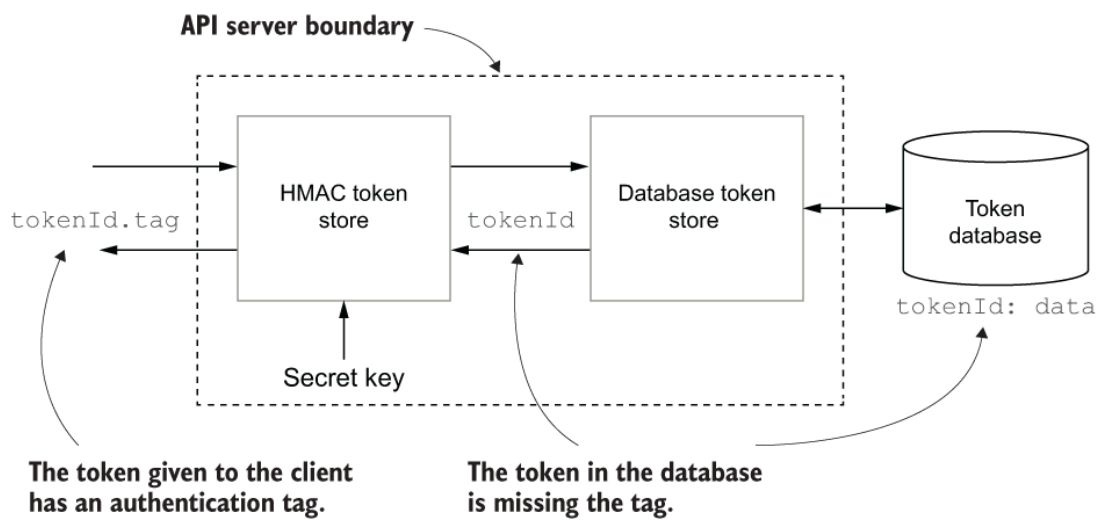 API server boundary
HMAC token
store
Database token
store
Token
database
tokenId.tag
tokenId
tokenId: data
Secret key
The token given to the client
has an authentication tag.
The token in the database
is missing the tag.